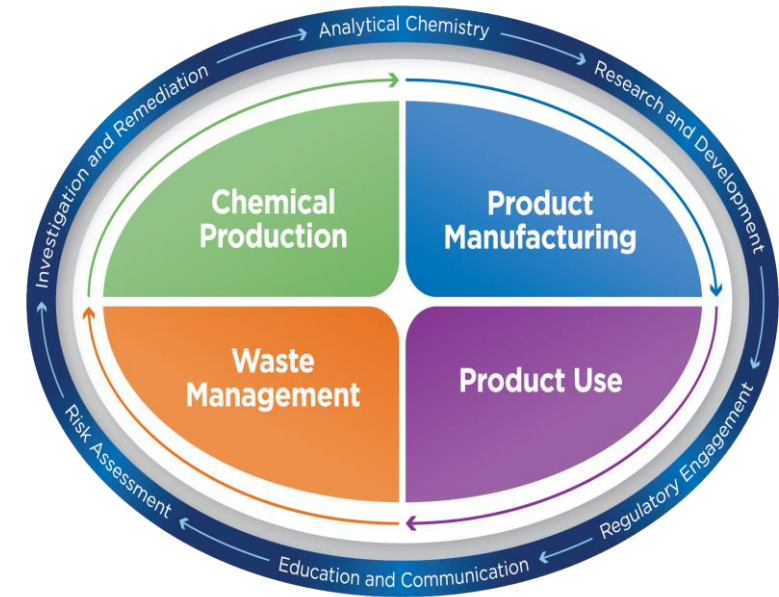 Analytical Chemistry
Research and Development
Regulatory Engagement
Education and Communication
Risk Assessment
Investigation and Remediation
Chemical
Production
Product
Manufacturing
Waste
Management
Product Use